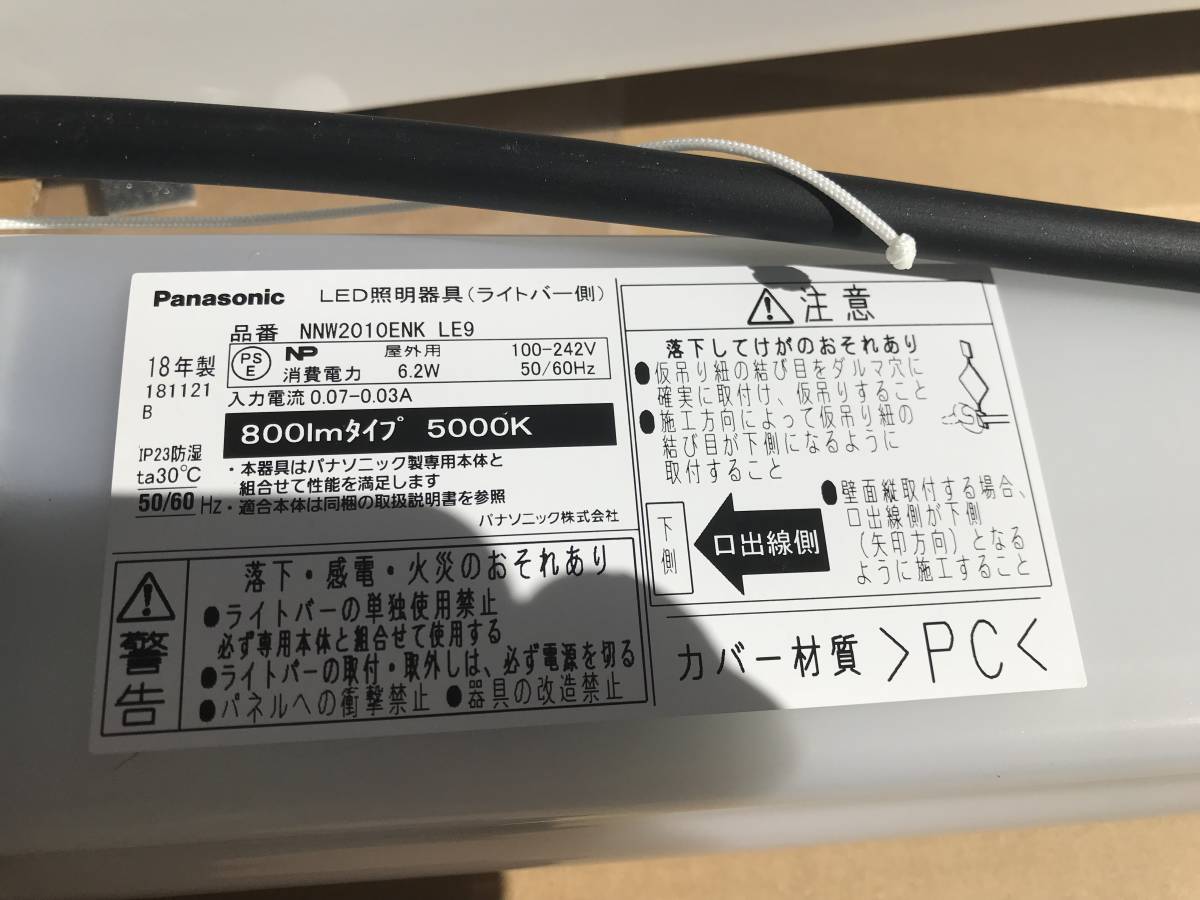 Panasonic LED照明器具(ライトバー側)
品番 NNW2010ENK LE9
18年製
181121
B
PS
E
NP 屋外用 100-242V
消費電力 6.2W 50/60Hz
入力電流 0.07-0.03A
800lmタイプ 5000K
IP23防湿
ta30℃
50/60 Hz
・本器具はパナソニック製専用本体と
組合せて性能を満足します
・適合本体は同梱の取扱説明書を参照
パナソニック株式会社
警告
落下・感電・火災のおそれあり
●ライトバーの単独使用禁止
必ず専用本体と組合せて使用する
●ライトバーの取付・取外しは、必ず電源を切る
●パネルへの衝撃禁止 ●器具の改造禁止
注意
落下してけがのおそれあり
●仮吊り紐の結び目をダルマ穴に
確実に取付け、仮吊りすること
●施工方向によって仮吊り紐の
結び目が下側になるように
取付すること
下側
口出線側
●壁面縦取付する場合、
口出線側が下側
(矢印方向)となる
ように施工すること
カバー材質 >PC<